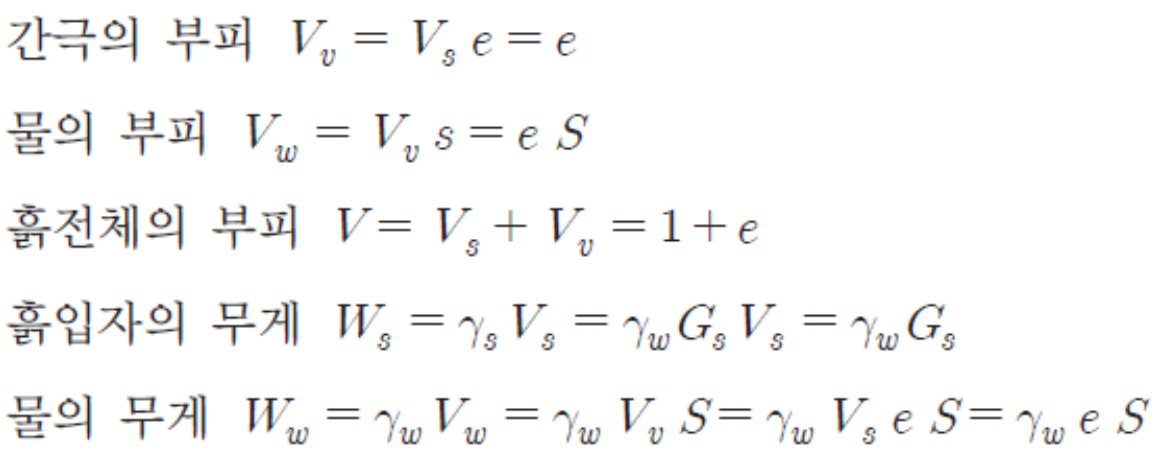 간극의 부피 V_v = V_s e = e
물의 부피 V_w = V_v s = e S
흙전체의 부피 V = V_s + V_v = 1 + e
흙입자의 무게 W_s = γ_s V_s = γ_w G_s V_s = γ_w G_s
물의 무게 W_w = γ_w V_w = γ_w V_v S = γ_w V_s e S = γ_w e S